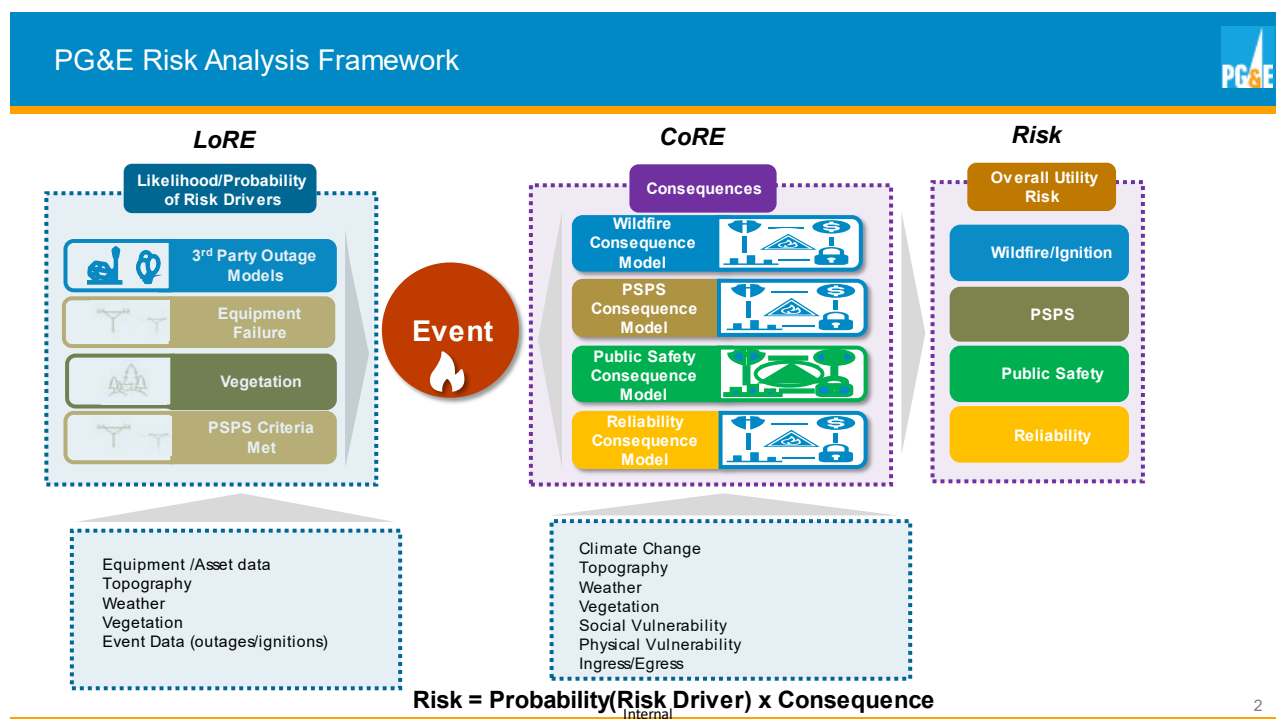 PG&E Risk Analysis Framework
PG&E
LoRE
CoRE
Risk
Likelihood/Probability
of Risk Drivers
3rd Party Outage
Models
Equipment
Failure
Vegetation
PSPS Criteria
Met
Event
Consequences
Wildfire
Consequence
Model
PSPS
Consequence
Model
Public Safety
Consequence
Model
Reliability
Consequence
Model
Overall Utility
Risk
Wildfire/Ignition
PSPS
Public Safety
Reliability
Equipment /Asset data
Topography
Weather
Vegetation
Event Data (outages/ignitions)
Climate Change
Topography
Weather
Vegetation
Social Vulnerability
Physical Vulnerability
Ingress/Egress
Risk = Probability(Risk Driver) x Consequence
Internal
2